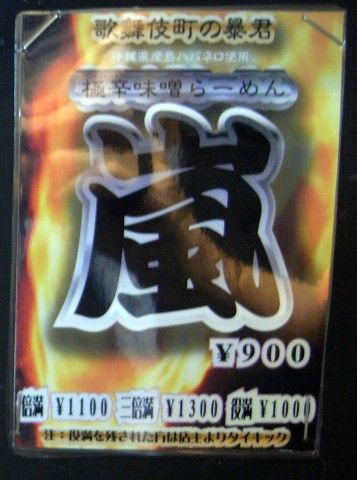 歌舞伎町の暴君
沖縄県産島ハバネロ使用
極辛味噌らーめん
嵐
¥900
倍満 ¥1100 三倍満 ¥1300 役満 ¥1000
注：役満を残された方は店主よりタイキック